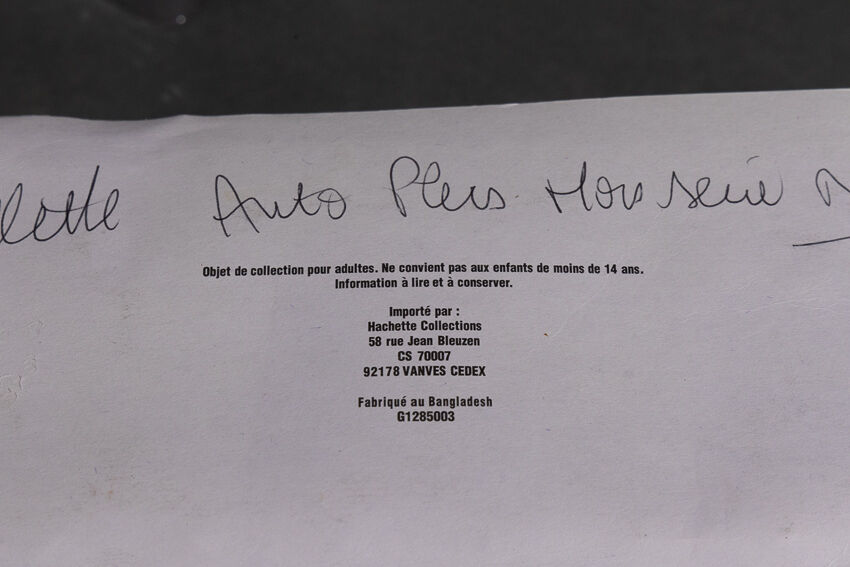 Auto Plus Hors série
Objet de collection pour adultes. Ne convient pas aux enfants de moins de 14 ans.
Information à lire et à conserver.
Importé par :
Hachette Collections
58 rue Jean Bleuzen
CS 70007
92178 VANVES CEDEX
Fabriqué au Bangladesh
G1285003